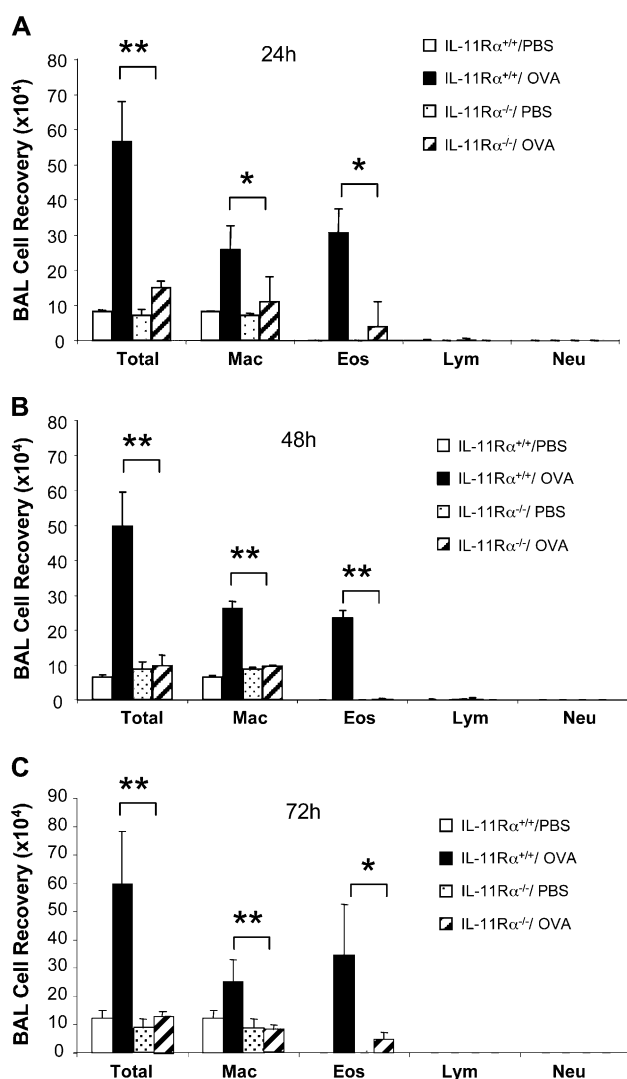 A
24h
BAL Cell Recovery (x10⁴)
80
70
60
50
40
30
20
10
0
**
*
*
IL-11Rα⁺/⁺/PBS
IL-11Rα⁺/⁺/ OVA
IL-11Rα⁻/⁻/ PBS
IL-11Rα⁻/⁻/ OVA
Total Mac Eos Lym Neu
B
48h
BAL Cell Recovery (x10⁴)
80
70
60
50
40
30
20
10
0
**
**
**
IL-11Rα⁺/⁺/PBS
IL-11Rα⁺/⁺/ OVA
IL-11Rα⁻/⁻/ PBS
IL-11Rα⁻/⁻/ OVA
Total Mac Eos Lym Neu
C
72h
BAL Cell Recovery (x10⁴)
90
80
70
60
50
40
30
20
10
0
**
**
*
IL-11Rα⁺/⁺/PBS
IL-11Rα⁺/⁺/ OVA
IL-11Rα⁻/⁻/ PBS
IL-11Rα⁻/⁻/ OVA
Total Mac Eos Lym Neu